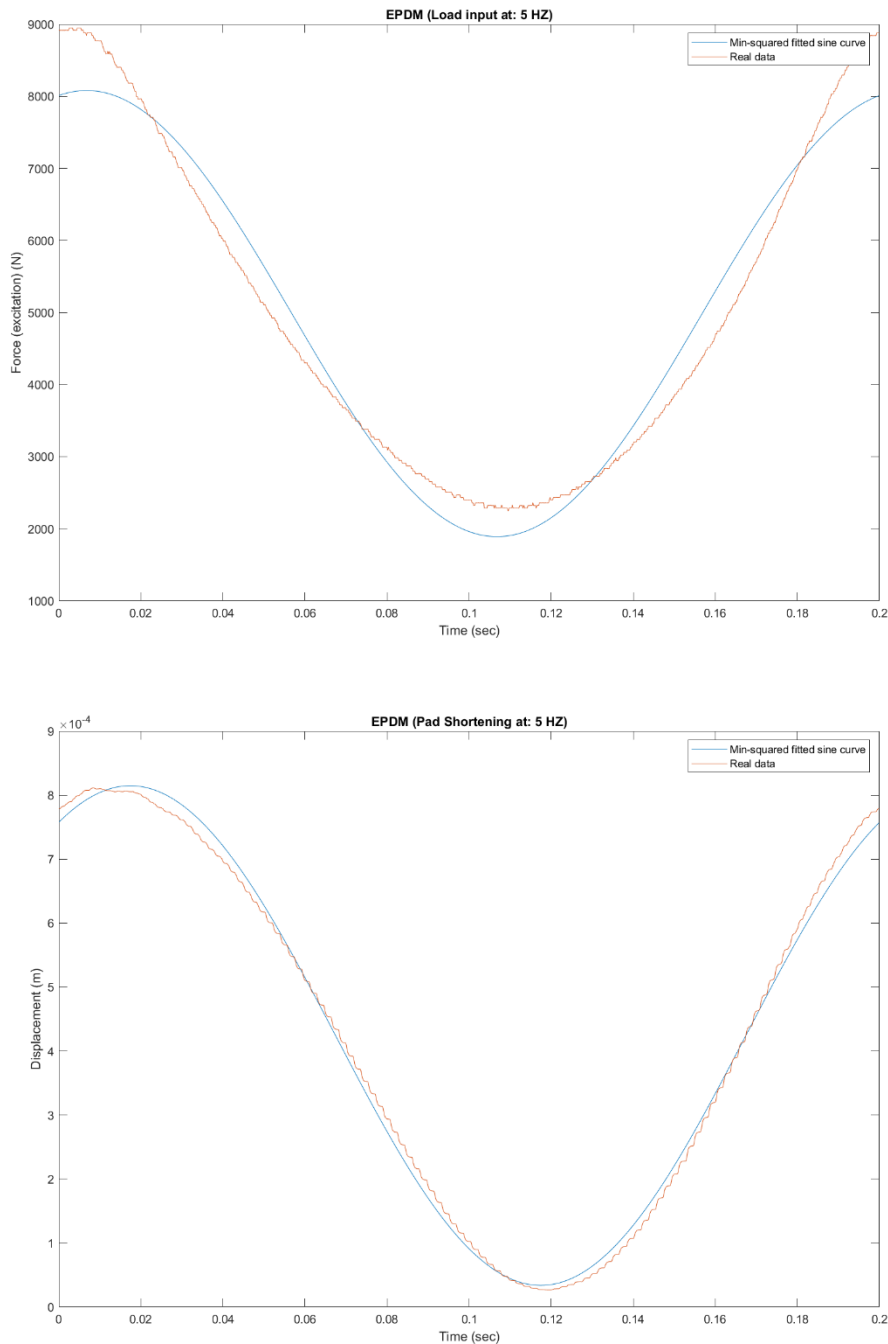 EPDM (Load input at: 5 HZ)
9000
8000
7000
6000
5000
4000
3000
2000
1000
Force (excitation) (N)
Min-squared fitted sine curve
Real data
0 0.02 0.04 0.06 0.08 0.1 0.12 0.14 0.16 0.18 0.2
Time (sec)
EPDM (Pad Shortening at: 5 HZ)
×10-4
9
8
7
6
5
4
3
2
1
0
Displacement (m)
Min-squared fitted sine curve
Real data
0 0.02 0.04 0.06 0.08 0.1 0.12 0.14 0.16 0.18 0.2
Time (sec)